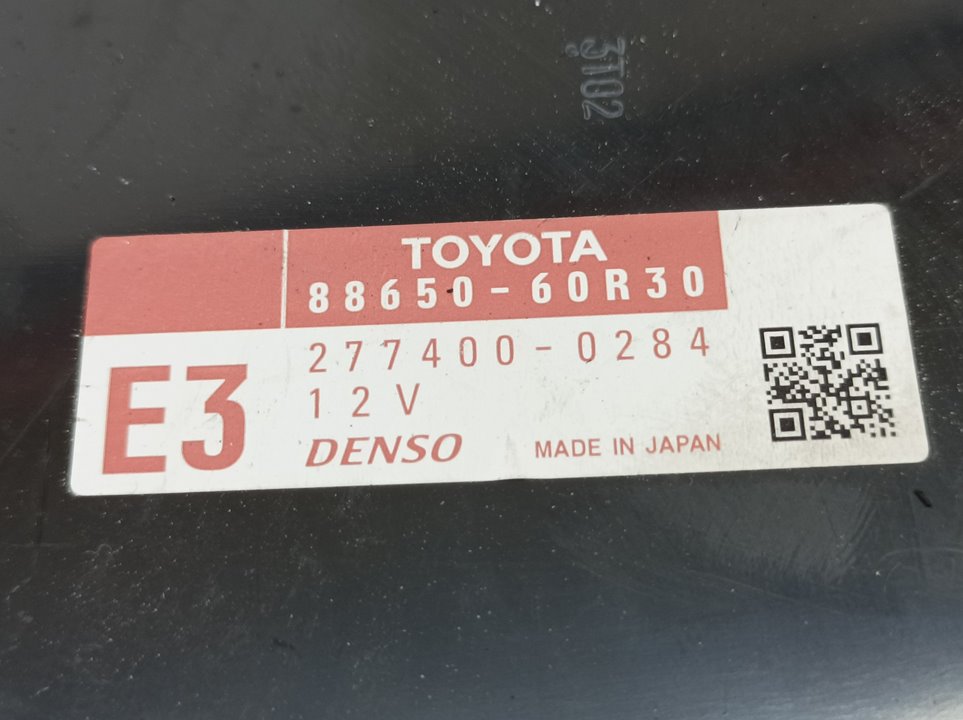 3T02
TOYOTA
88650-60R30
E3
277400-0284
12V
DENSO
MADE IN JAPAN